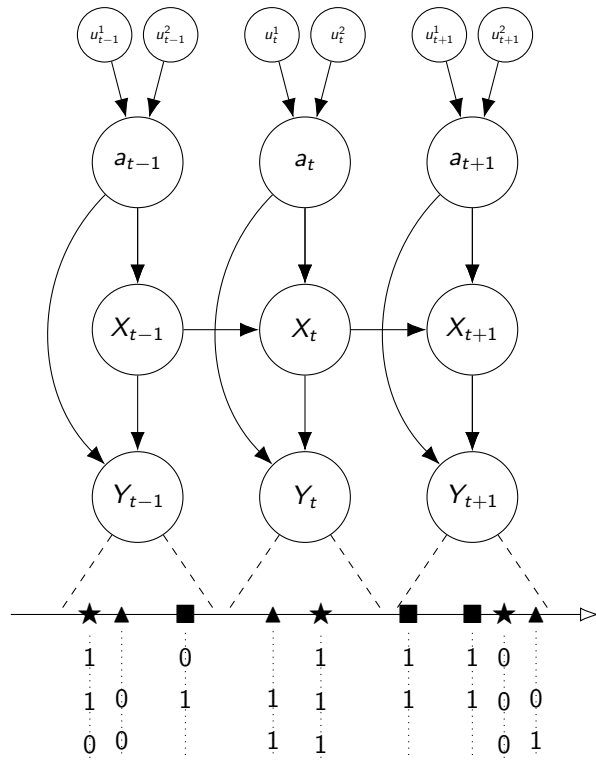 u¹ₜ₋₁ u²ₜ₋₁ u¹ₜ u²ₜ u¹ₜ₊₁ u²ₜ₊₁
aₜ₋₁ aₜ aₜ₊₁
Xₜ₋₁ Xₜ Xₜ₊₁
Yₜ₋₁ Yₜ Yₜ₊₁
1 0 1 1 1 0
1 0 1 1 1 1 1 0 0
0 0 1 1 0 1